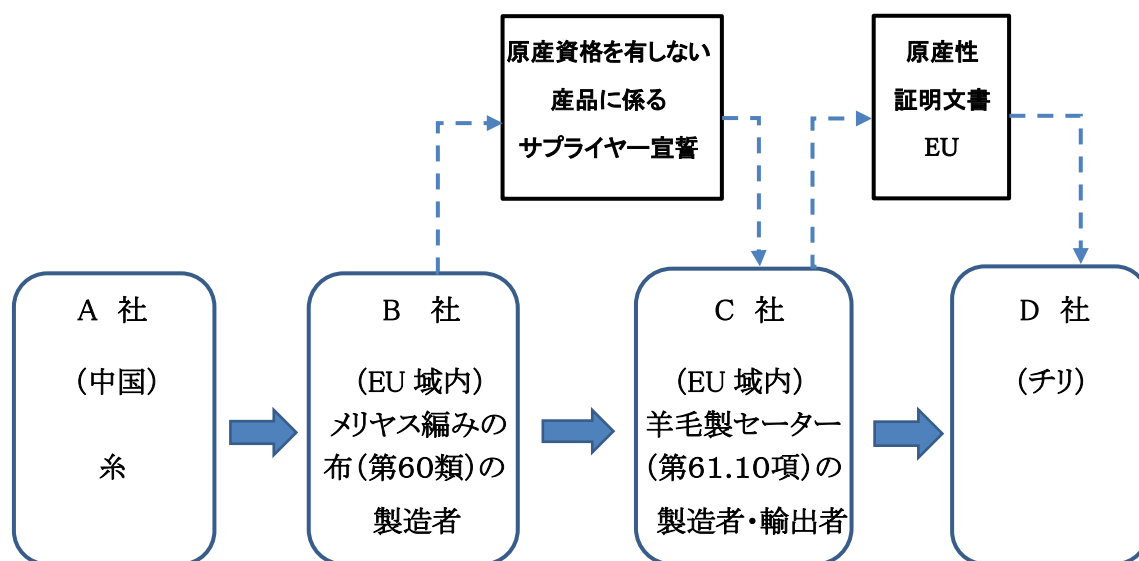 原産資格を有しない
産品に係る
サプライヤー宣誓
原産性
証明文書
EU
A 社
(中国)
糸
B 社
(EU 域内)
メリヤス編みの
布(第60類)の
製造者
C 社
(EU 域内)
羊毛製セーター
(第61.10項)の
製造者・輸出者
D 社
(チリ)